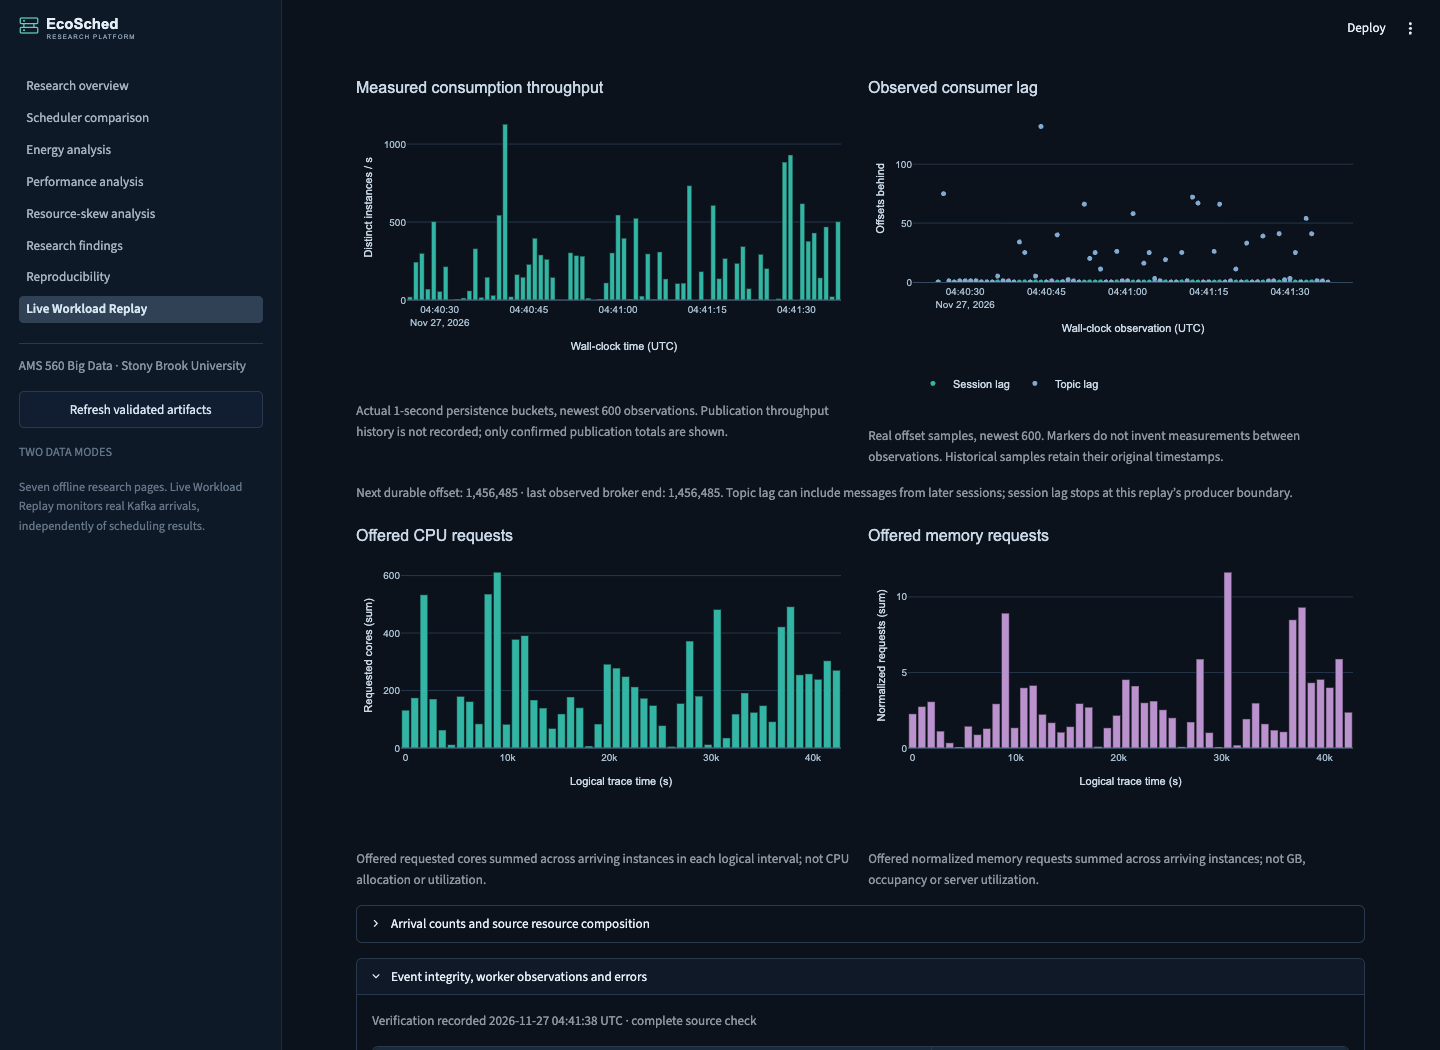 EcoSched
RESEARCH PLATFORM
Research overview
Scheduler comparison
Energy analysis
Performance analysis
Resource-skew analysis
Research findings
Reproducibility
Live Workload Replay
AMS 560 Big Data · Stony Brook University
Refresh validated artifacts
TWO DATA MODES
Seven offline research pages. Live Workload
Replay monitors real Kafka arrivals,
independently of scheduling results.
Deploy
Measured consumption throughput
Distinct instances / s
1000
500
0
04:40:30
04:40:45
04:41:00
04:41:15
04:41:30
Nov 27, 2026
Wall-clock time (UTC)
Actual 1-second persistence buckets, newest 600 observations. Publication throughput
history is not recorded; only confirmed publication totals are shown.
Observed consumer lag
Offsets behind
100
50
0
04:40:30
04:40:45
04:41:00
04:41:15
04:41:30
Nov 27, 2026
Wall-clock observation (UTC)
Session lag
Topic lag
Real offset samples, newest 600. Markers do not invent measurements between
observations. Historical samples retain their original timestamps.
Next durable offset: 1,456,485 · last observed broker end: 1,456,485. Topic lag can include messages from later sessions; session lag stops at this replay's producer boundary.
Offered CPU requests
Requested cores (sum)
600
400
200
0
0
10k
20k
30k
40k
Logical trace time (s)
Offered requested cores summed across arriving instances in each logical interval; not CPU
allocation or utilization.
Offered memory requests
Normalized requests (sum)
10
5
0
0
10k
20k
30k
40k
Logical trace time (s)
Offered normalized memory requests summed across arriving instances; not GB,
occupancy or server utilization.
Arrival counts and source resource composition
Event integrity, worker observations and errors
Verification recorded 2026-11-27 04:41:38 UTC · complete source check